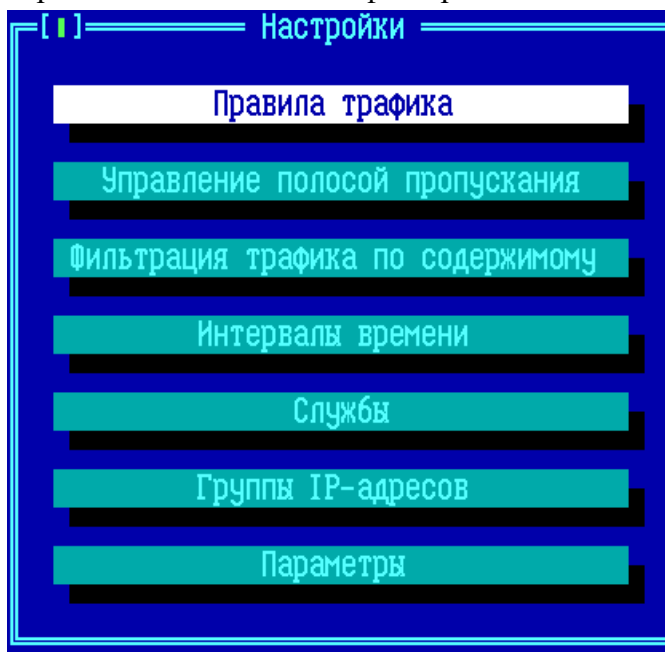 Настройки
Правила трафика
Управление полосой пропускания
Фильтрация трафика по содержимому
Интервалы времени
Службы
Группы IP-адресов
Параметры